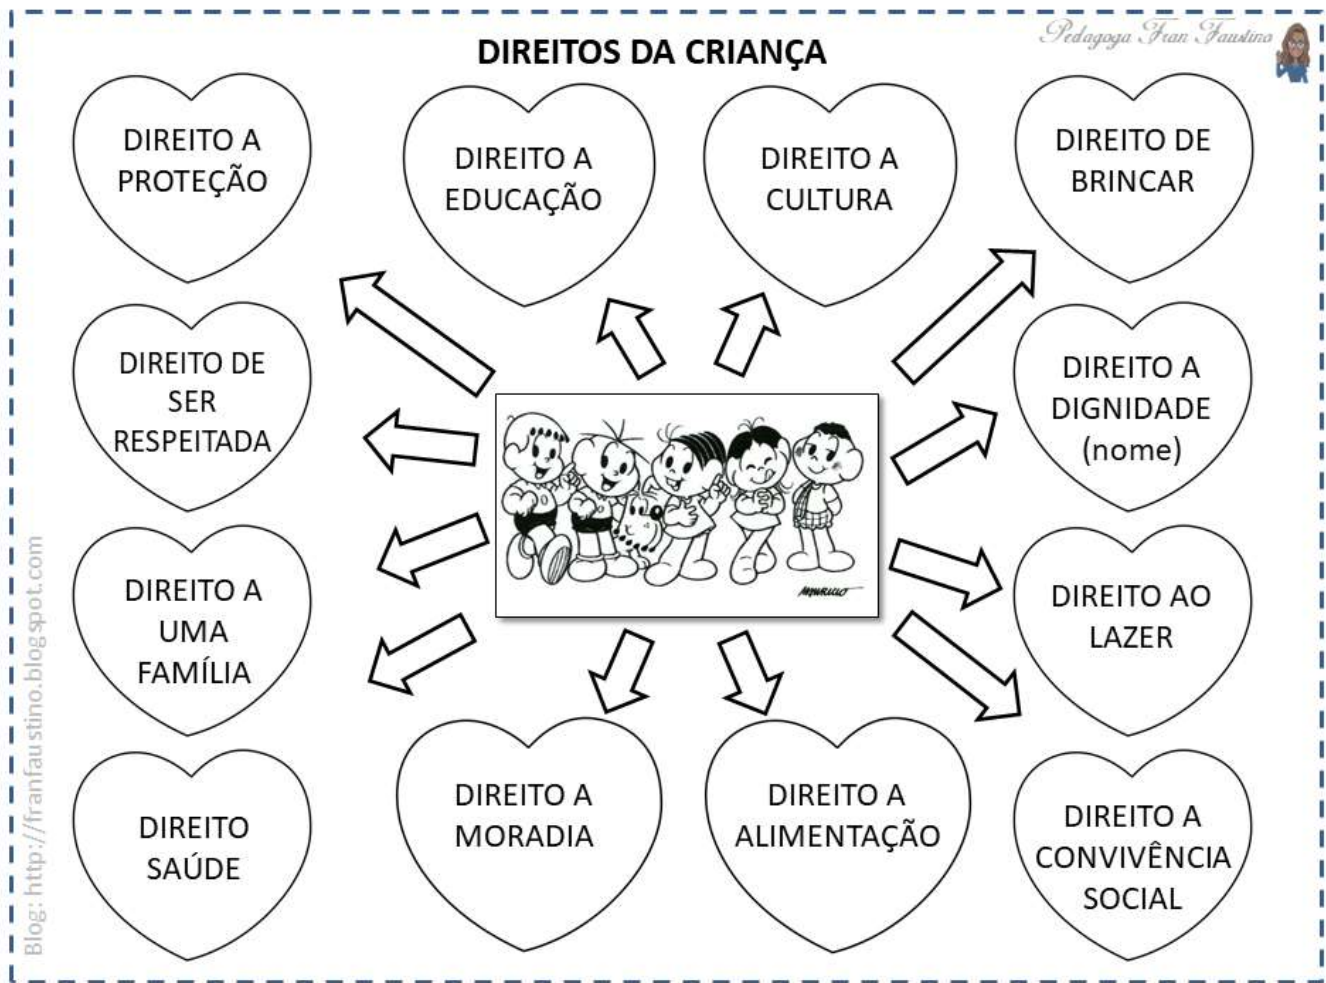 Pedagoga Fran Faustino
DIREITOS DA CRIANÇA
DIREITO A
PROTEÇÃO
DIREITO A
EDUCAÇÃO
DIREITO A
CULTURA
DIREITO DE
BRINCAR
DIREITO DE
SER
RESPEITADA
DIREITO A
DIGNIDADE
(nome)
DIREITO A
UMA
FAMÍLIA
DIREITO AO
LAZER
MAURICIO
DIREITO
SAÚDE
DIREITO A
MORADIA
DIREITO A
ALIMENTAÇÃO
DIREITO A
CONVIVÊNCIA
SOCIAL
Blog: http://franfaustino.blogspot.com